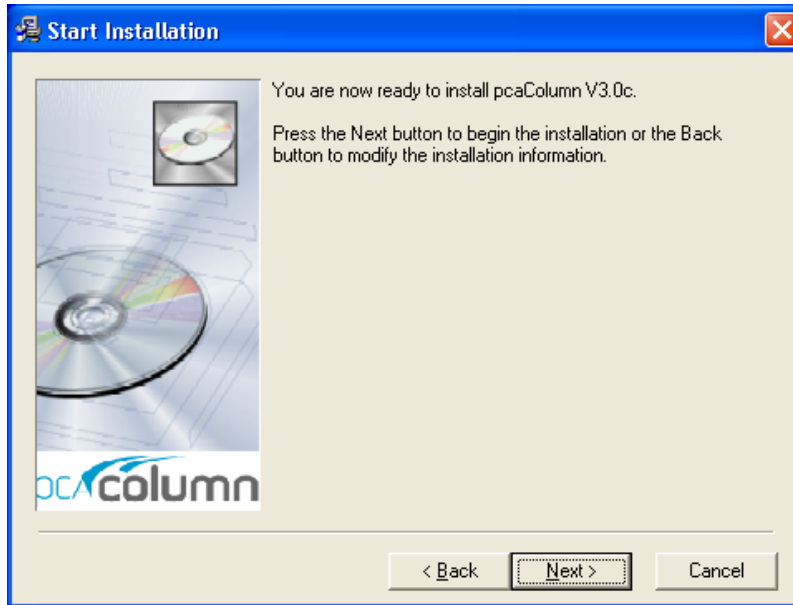 Start Installation
You are now ready to install pcaColumn V3.0c.
Press the Next button to begin the installation or the Back
button to modify the installation information.
pcacolumn
< Back
Next >
Cancel